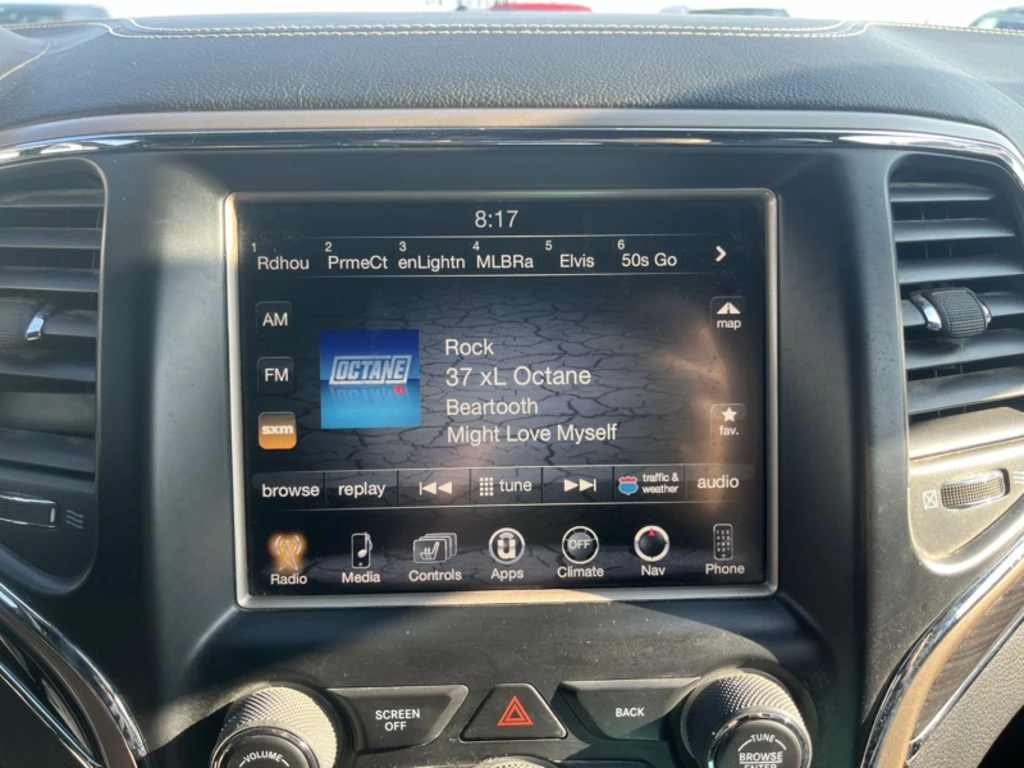 8:17
1 Rdhou 2 PrmeCt 3 enLightn 4 MLBRa 5 Elvis 6 50s Go
AM
map
FM
OCTANE
Rock
37 xL Octane
Beartooth
Might Love Myself
sxm
fav.
browse replay tune traffic & weather audio
OFF
Radio Media Controls Apps Climate Nav Phone
SCREEN
OFF
BACK
VOLUME
TUNE
BROWSE
ENTER